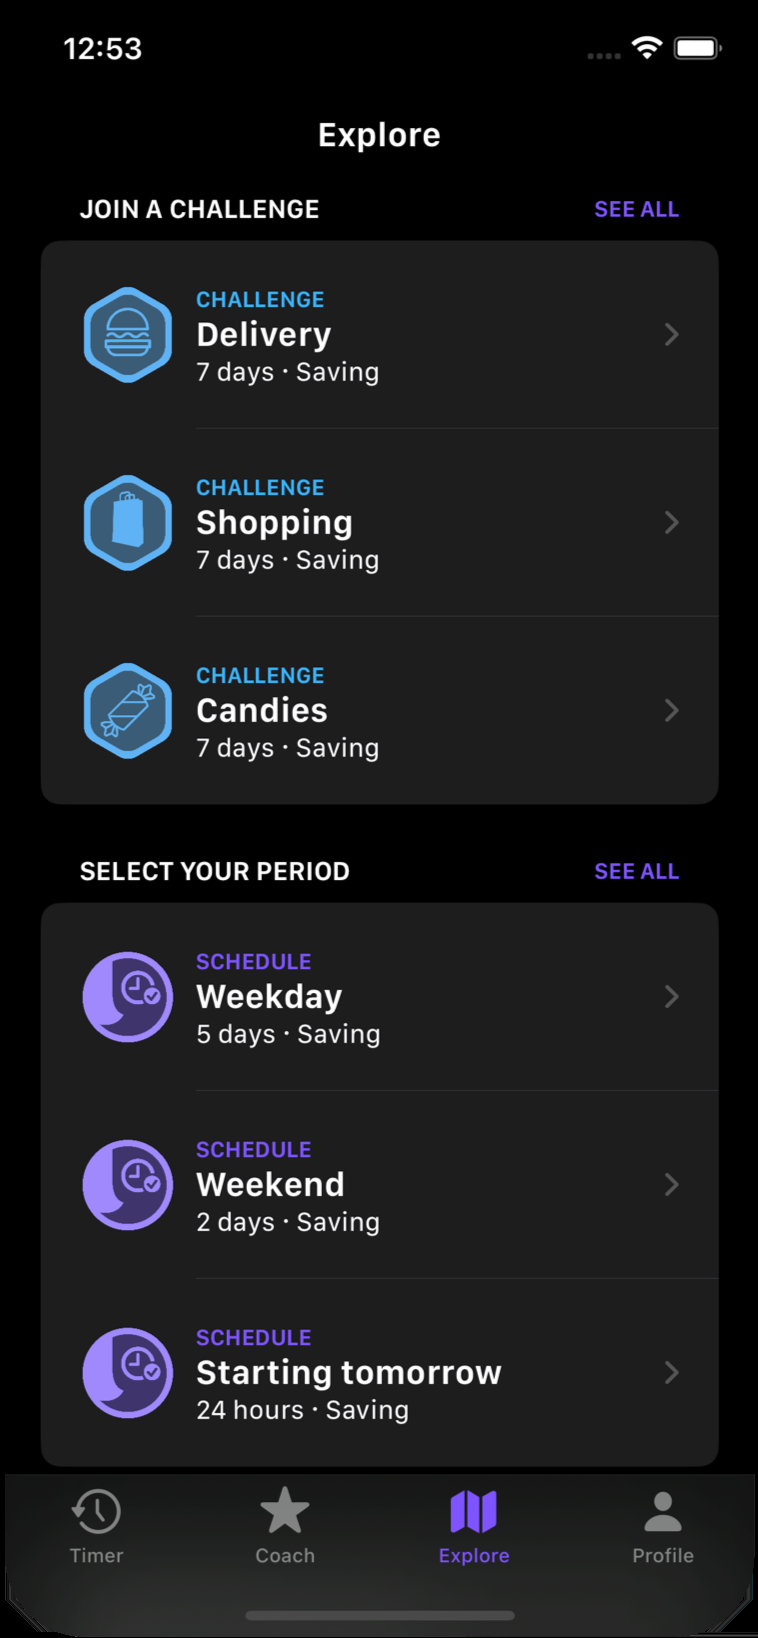 12:53
Explore
JOIN A CHALLENGE
SEE ALL
CHALLENGE
Delivery
7 days · Saving
CHALLENGE
Shopping
7 days · Saving
CHALLENGE
Candies
7 days · Saving
SELECT YOUR PERIOD
SEE ALL
SCHEDULE
Weekday
5 days · Saving
SCHEDULE
Weekend
2 days · Saving
SCHEDULE
Starting tomorrow
24 hours · Saving
Timer
Coach
Explore
Profile